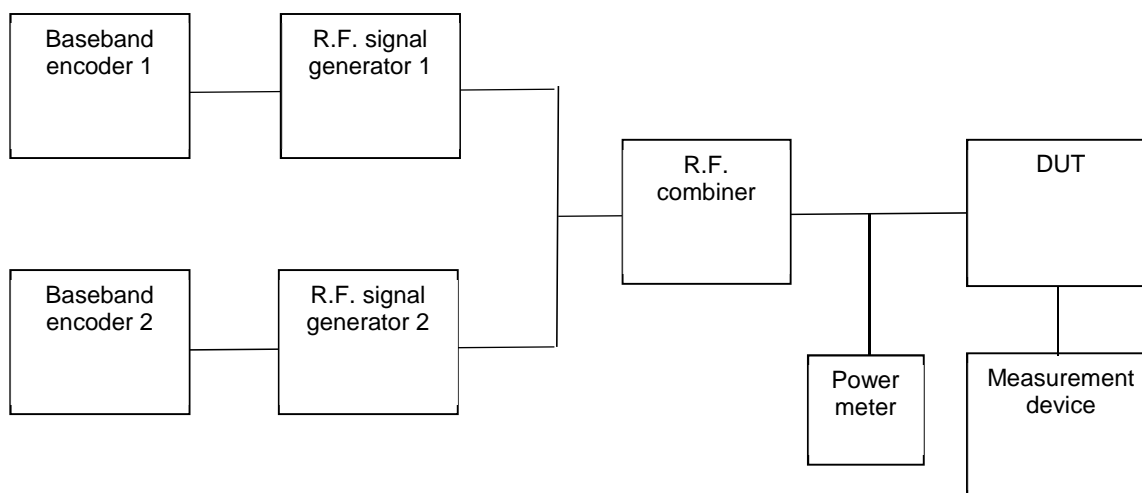 Baseband
encoder 1
R.F. signal
generator 1
R.F.
combiner
DUT
Baseband
encoder 2
R.F. signal
generator 2
Power
meter
Measurement
device